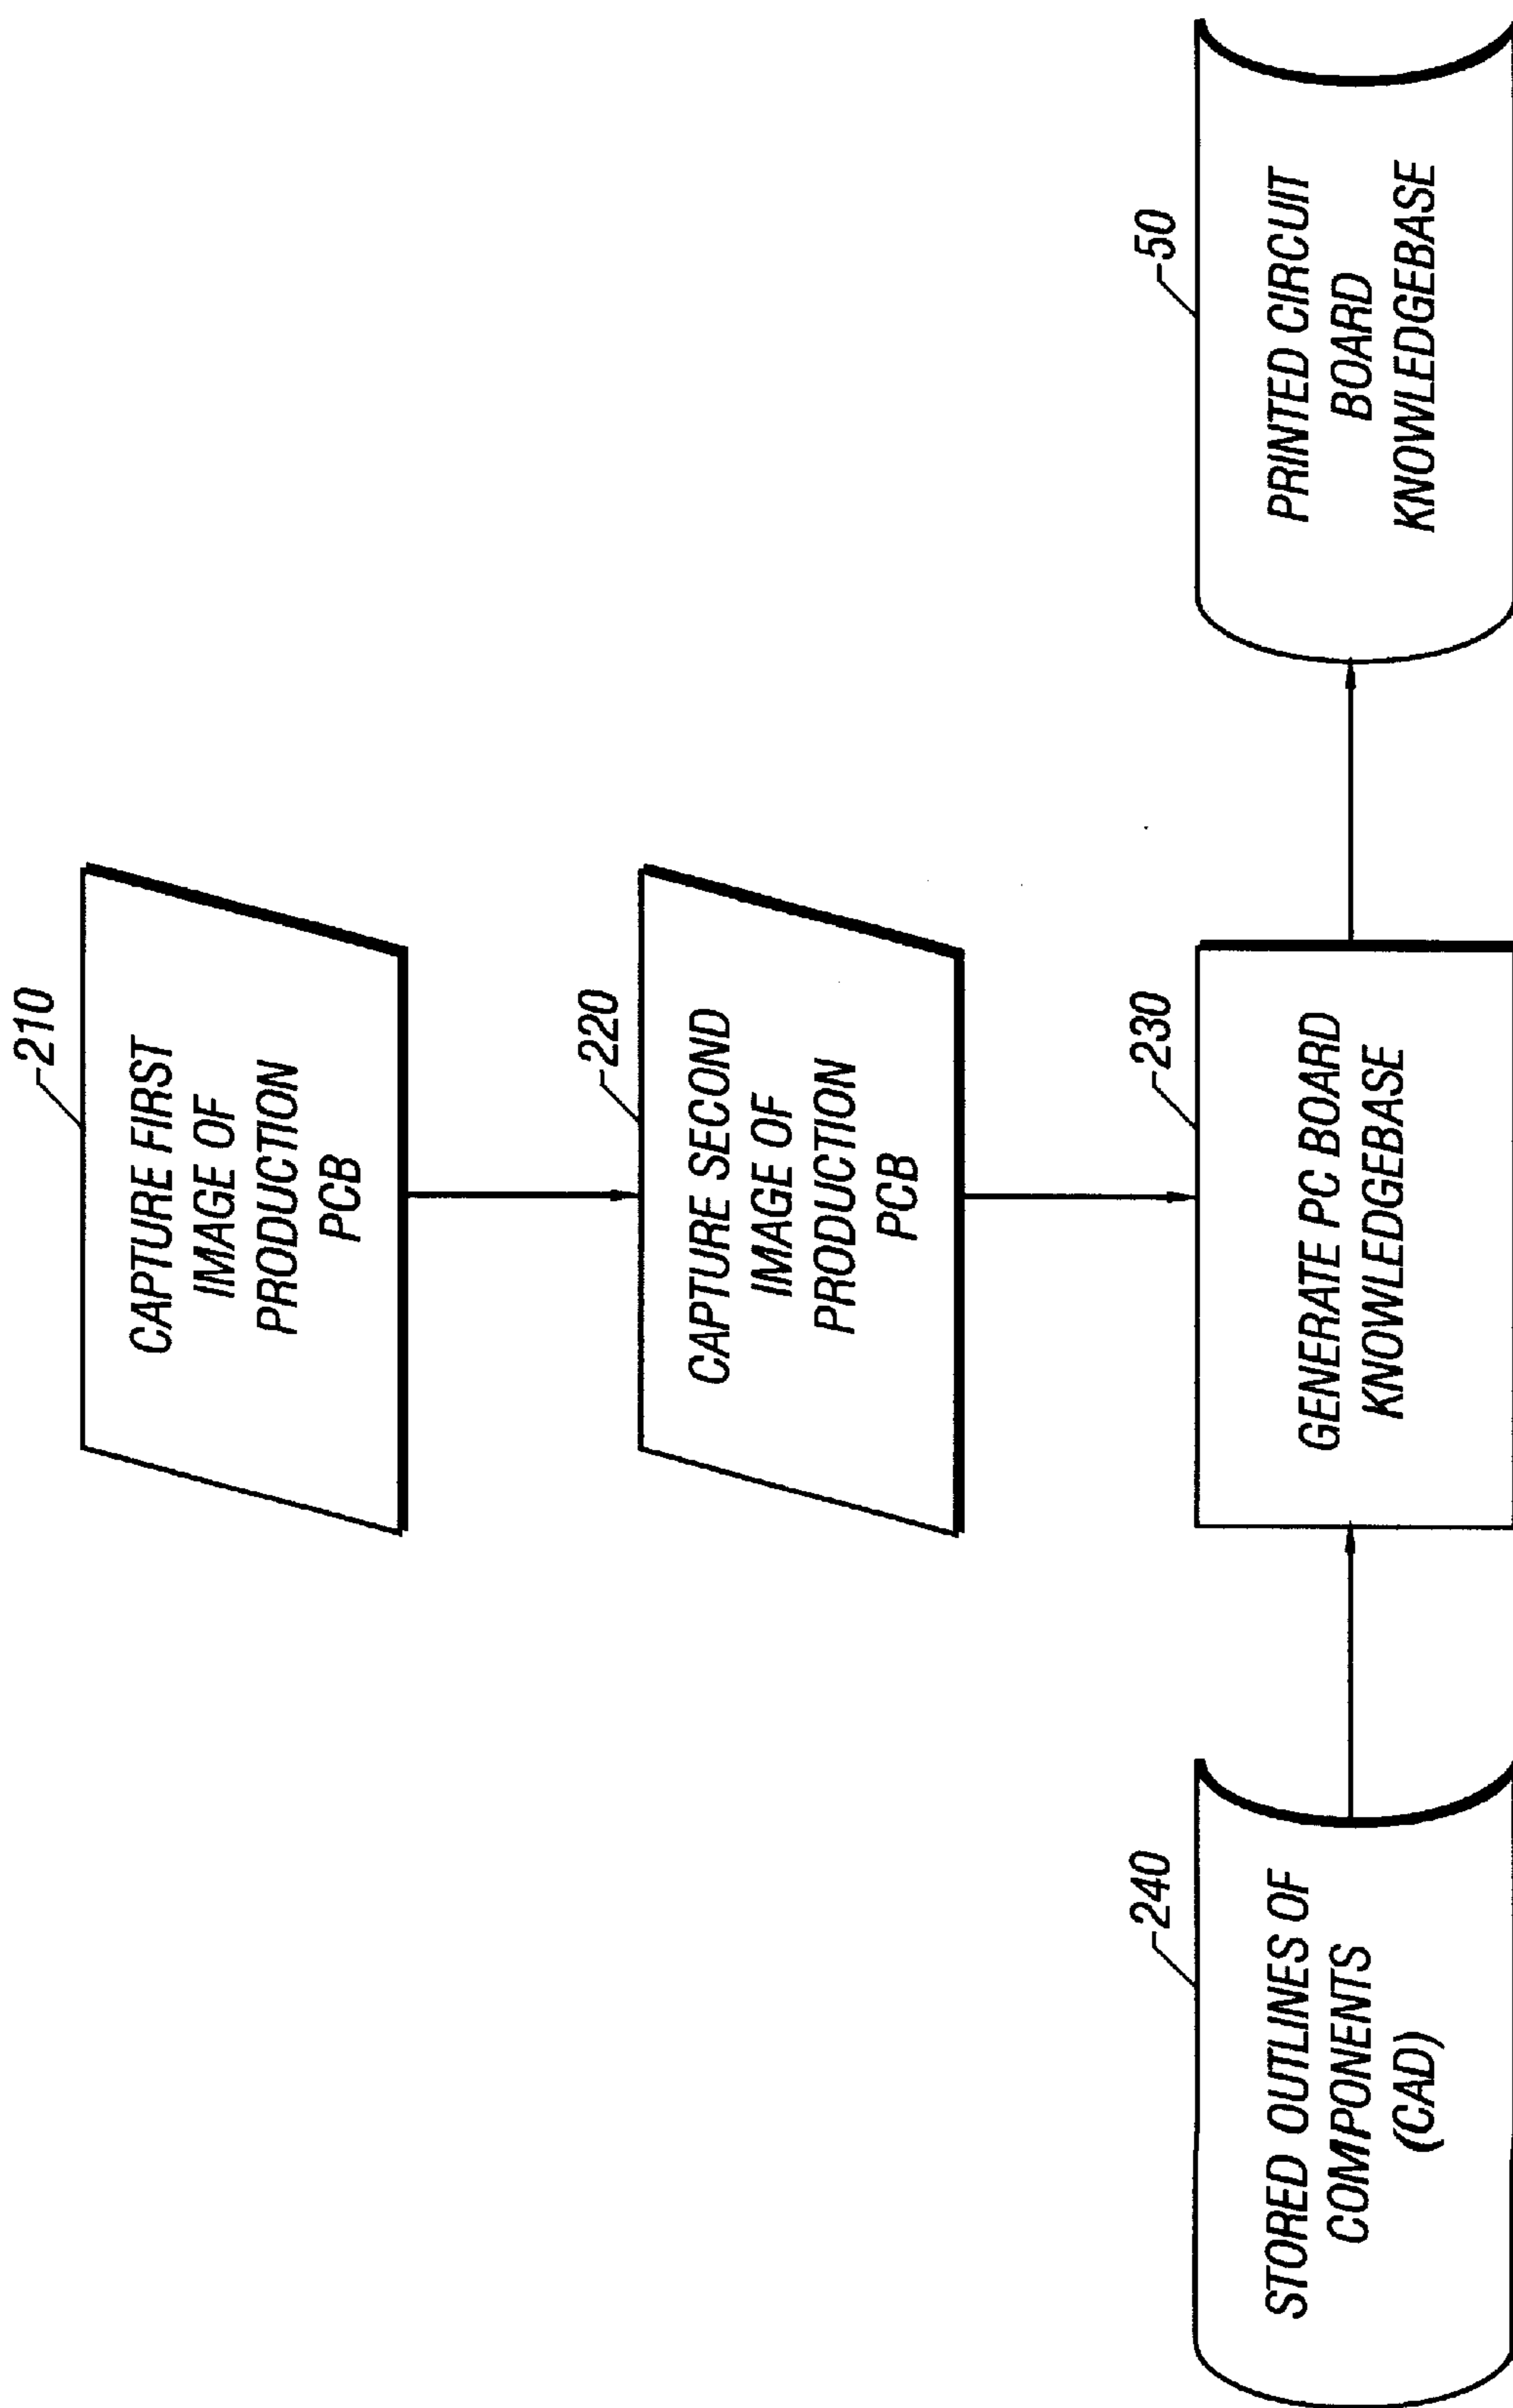 210
CAPTURE FIRST
IMAGE OF
PRODUCTION
PCB
220
CAPTURE SECOND
IMAGE OF
PRODUCTION
PCB
240
STORED OUTLINES OF
COMPONENTS
(CAD)
230
GENERATE PC BOARD
KNOWLEDGEBASE
50
PRINTED CIRCUIT
BOARD
KNOWLEDGEBASE